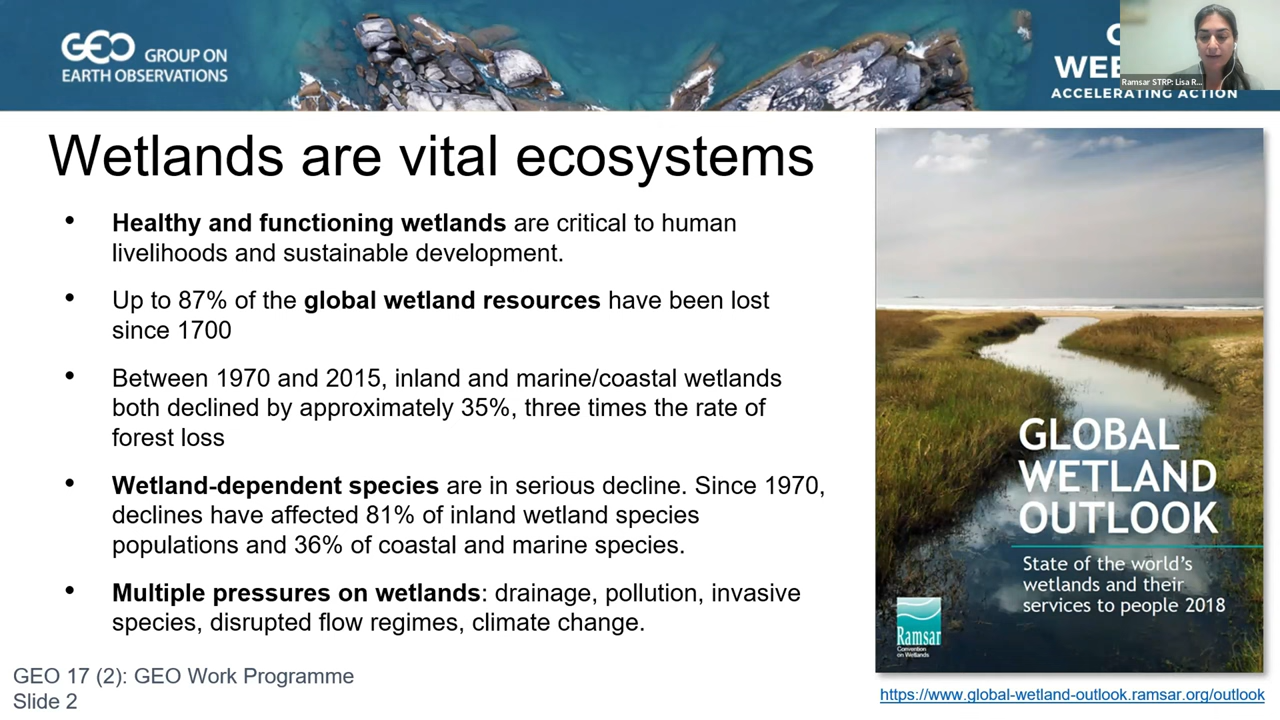 GEO GROUP ON
EARTH OBSERVATIONS
WEE
ACCELERATING ACTION
Ramsar STRP: Lisa R...
Wetlands are vital ecosystems
• Healthy and functioning wetlands are critical to human
livelihoods and sustainable development.
• Up to 87% of the global wetland resources have been lost
since 1700
• Between 1970 and 2015, inland and marine/coastal wetlands
both declined by approximately 35%, three times the rate of
forest loss
• Wetland-dependent species are in serious decline. Since 1970,
declines have affected 81% of inland wetland species
populations and 36% of coastal and marine species.
• Multiple pressures on wetlands: drainage, pollution, invasive
species, disrupted flow regimes, climate change.
GLOBAL
WETLAND
OUTLOOK
State of the world's
wetlands and their
services to people 2018
Ramsar
Convention
on Wetlands
https://www.global-wetland-outlook.ramsar.org/outlook
GEO 17 (2): GEO Work Programme
Slide 2